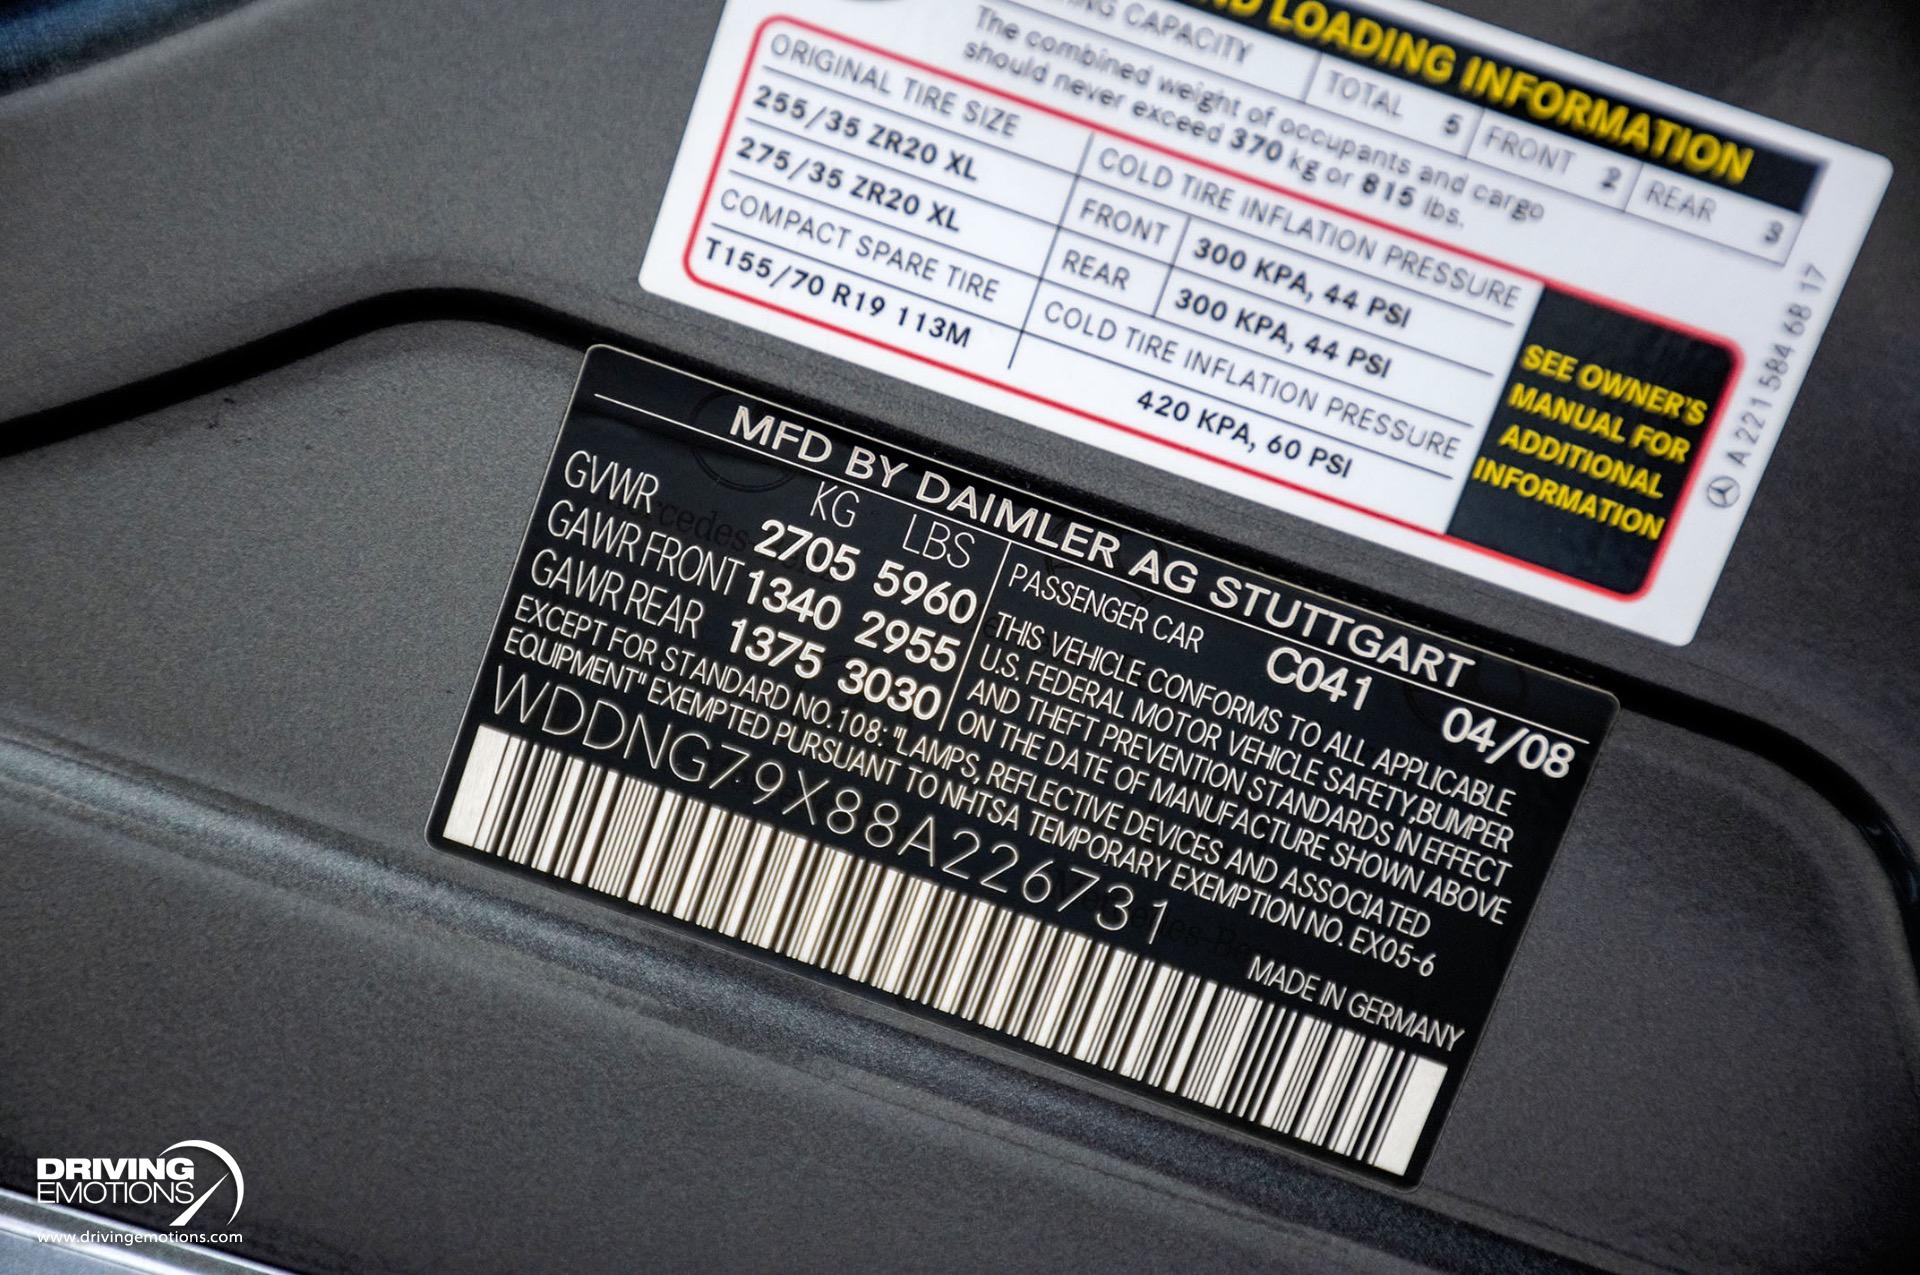 AND LOADING INFORMATION
CAPACITY
TOTAL 5
FRONT 2
REAR 3
The combined weight of occupants and cargo
should never exceed 370 kg or 815 lbs.
ORIGINAL TIRE SIZE
COLD TIRE INFLATION PRESSURE
255/35 ZR20 XL
FRONT 300 KPA, 44 PSI
275/35 ZR20 XL
REAR 300 KPA, 44 PSI
COMPACT SPARE TIRE
COLD TIRE INFLATION PRESSURE
T155/70 R19 113M
420 KPA, 60 PSI
SEE OWNER'S
MANUAL FOR
ADDITIONAL
INFORMATION
A 221 584 68 17
MFD BY DAIMLER AG STUTTGART
KG LBS
GVWR 2705 5960
GAWR FRONT 1340 2955
GAWR REAR 1375 3030
PASSENGER CAR C041 04/08
THIS VEHICLE CONFORMS TO ALL APPLICABLE
U.S. FEDERAL MOTOR VEHICLE SAFETY,BUMPER
AND THEFT PREVENTION STANDARDS IN EFFECT
ON THE DATE OF MANUFACTURE SHOWN ABOVE
EXCEPT FOR STANDARD NO.108: "LAMPS, REFLECTIVE DEVICES AND ASSOCIATED
EQUIPMENT" EXEMPTED PURSUANT TO NHTSA TEMPORARY EXEMPTION NO. EX05-6
WDDNG79X88A226731
MADE IN GERMANY
DRIVING
EMOTIONS
www.drivingemotions.com